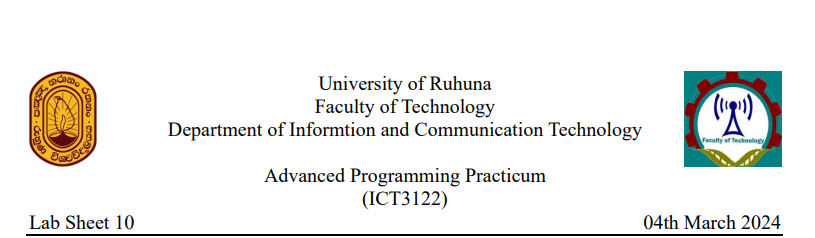 University of Ruhuna
Faculty of Technology
Department of Informtion and Communication Technology
Faculty of Technology
Advanced Programming Practicum
(ICT3122)
Lab Sheet 10
04th March 2024